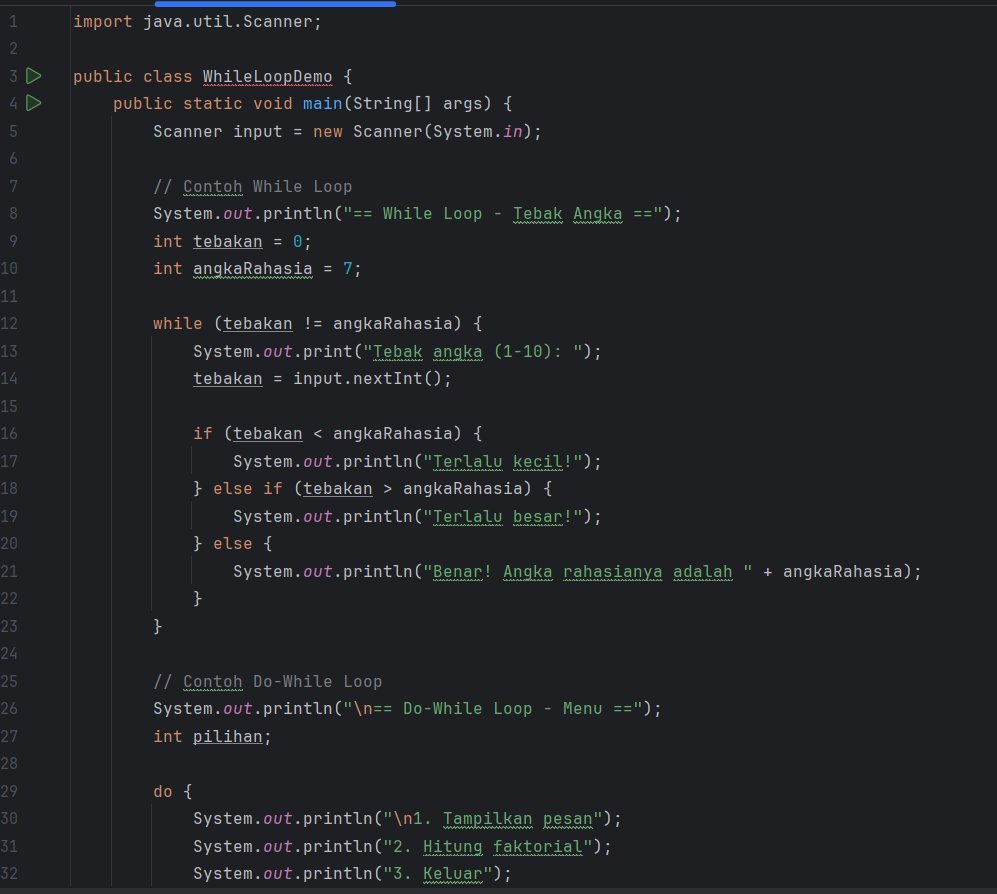 1 import java.util.Scanner;
2
3 public class WhileLoopDemo {
4     public static void main(String[] args) {
5         Scanner input = new Scanner(System.in);
6
7         // Contoh While Loop
8         System.out.println("== While Loop - Tebak Angka ==");
9         int tebakan = 0;
10         int angkaRahasia = 7;
11
12         while (tebakan != angkaRahasia) {
13             System.out.print("Tebak angka (1-10): ");
14             tebakan = input.nextInt();
15
16             if (tebakan < angkaRahasia) {
17                 System.out.println("Terlalu kecil!");
18             } else if (tebakan > angkaRahasia) {
19                 System.out.println("Terlalu besar!");
20             } else {
21                 System.out.println("Benar! Angka rahasianya adalah " + angkaRahasia);
22             }
23         }
24
25         // Contoh Do-While Loop
26         System.out.println("\n== Do-While Loop - Menu ==");
27         int pilihan;
28
29         do {
30             System.out.println("\n1. Tampilkan pesan");
31             System.out.println("2. Hitung faktorial");
32             System.out.println("3. Keluar");